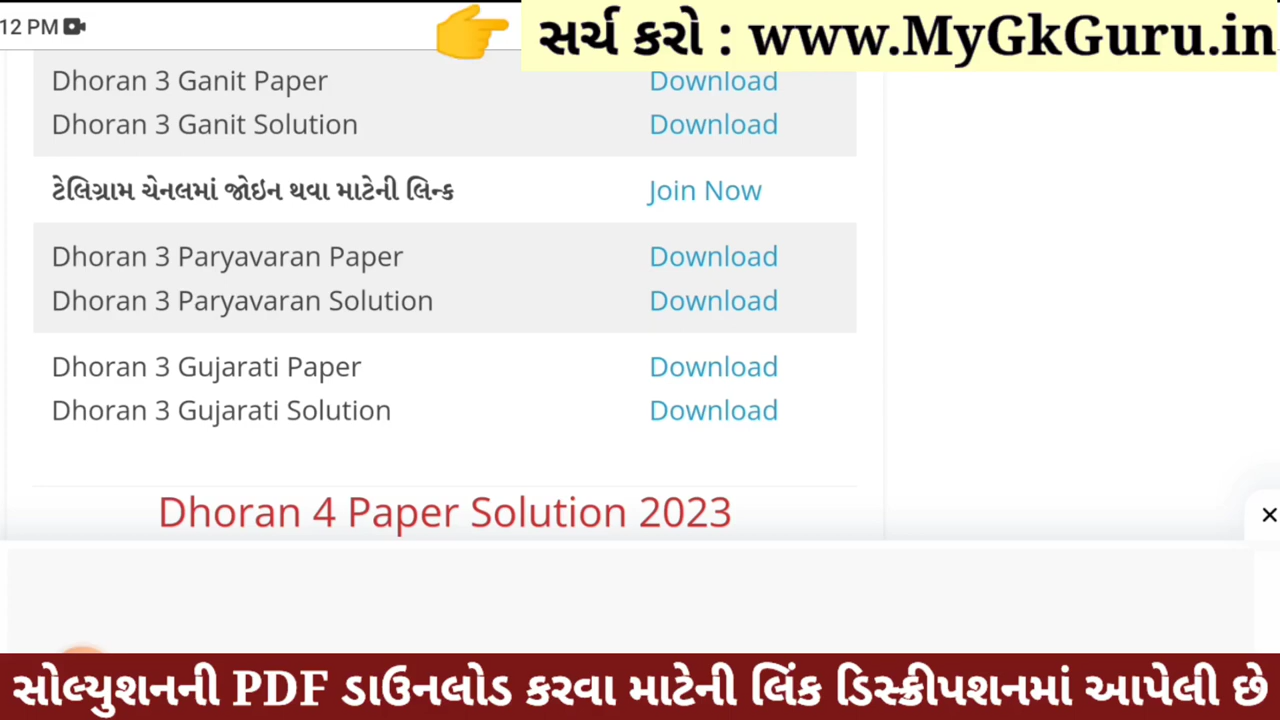 12 PM
સર્ચ કરો : www.MyGkGuru.in
Dhoran 3 Ganit Paper Download
Dhoran 3 Ganit Solution Download
ટેલિગ્રામ ચેનલમાં જોઇન થવા માટેની લિન્ક Join Now
Dhoran 3 Paryavaran Paper Download
Dhoran 3 Paryavaran Solution Download
Dhoran 3 Gujarati Paper Download
Dhoran 3 Gujarati Solution Download
Dhoran 4 Paper Solution 2023
સોલ્યુશનની PDF ડાઉનલોડ કરવા માટેની લિંક ડિસ્ક્રીપશનમાં આપેલી છે